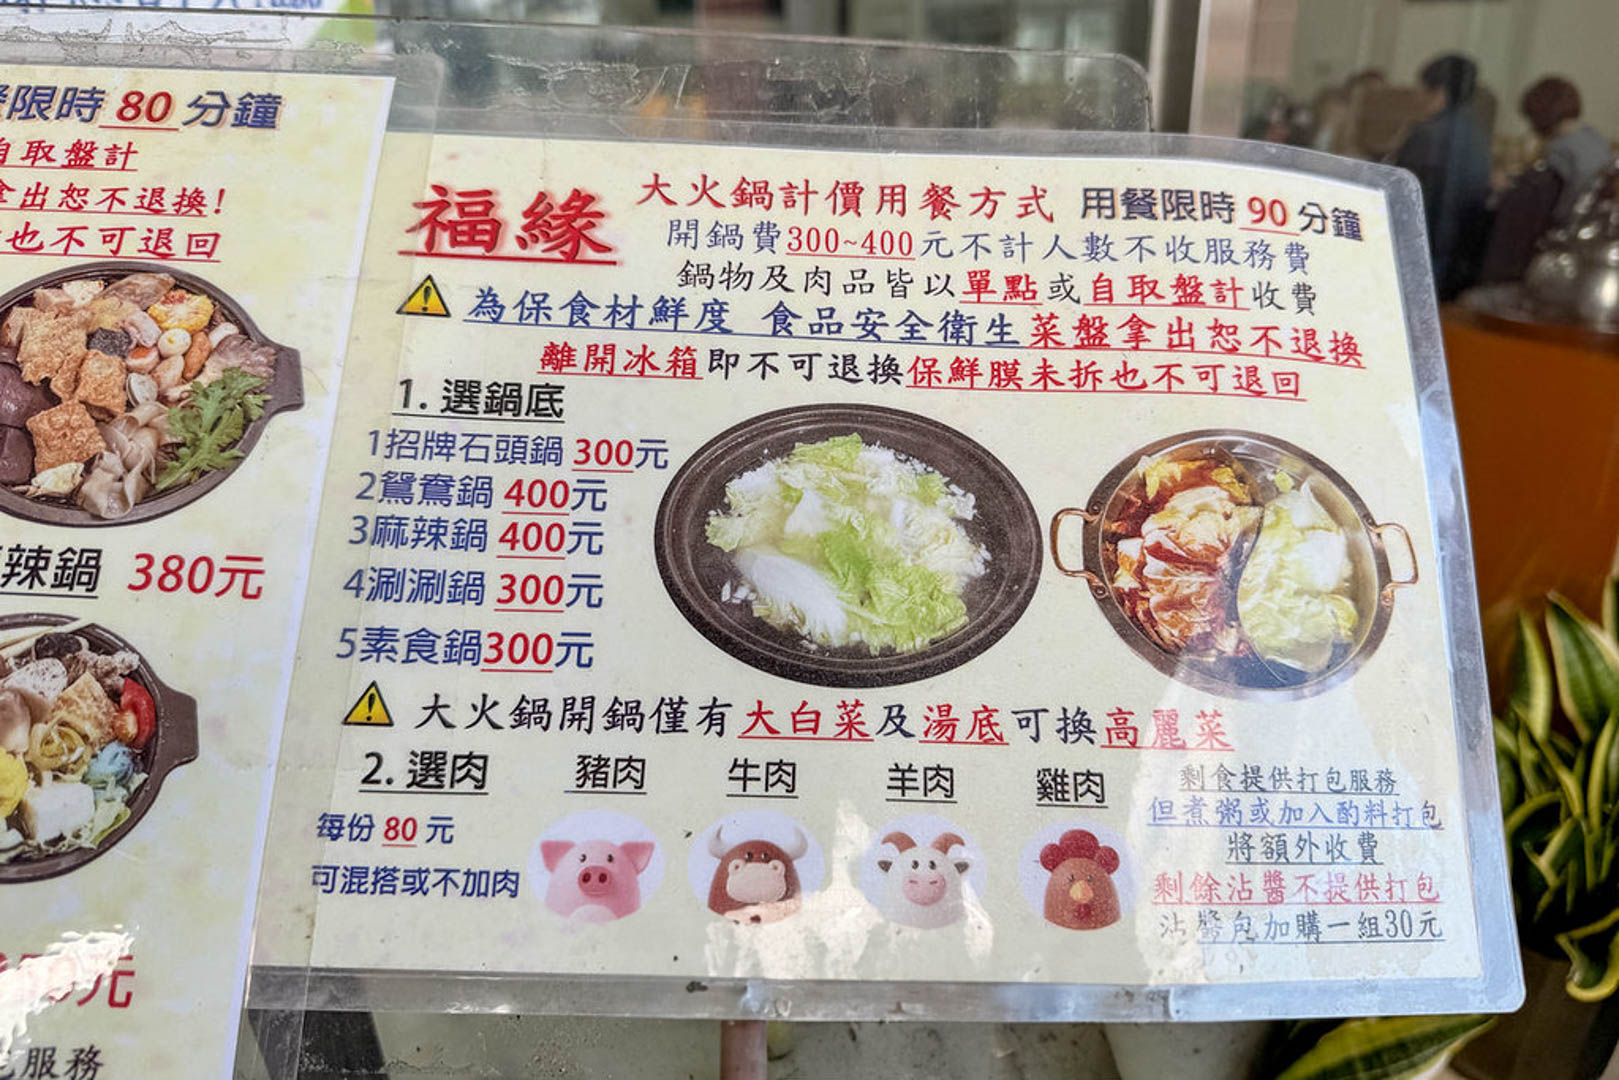 限時 80 分鐘
自取盤計
拿出恕不退換!
也不可退回
辣鍋 380元
元
服務
福緣
大火鍋計價用餐方式 用餐限時 90 分鐘
開鍋費300~400元不計人數不收服務費
鍋物及肉品皆以單點或自取盤計收費
為保食材鮮度 食品安全衛生菜盤拿出恕不退換
離開冰箱即不可退換保鮮膜未拆也不可退回
1. 選鍋底
1招牌石頭鍋 300元
2鴛鴦鍋 400元
3麻辣鍋 400元
4涮涮鍋 300元
5素食鍋300元
大火鍋開鍋僅有大白菜及湯底可換高麗菜
2. 選肉 豬肉 牛肉 羊肉 雞肉
每份 80 元
可混搭或不加肉
剩食提供打包服務
但煮粥或加入酌料打包
將額外收費
剩餘沾醬不提供打包
沾醬包加購一組30元